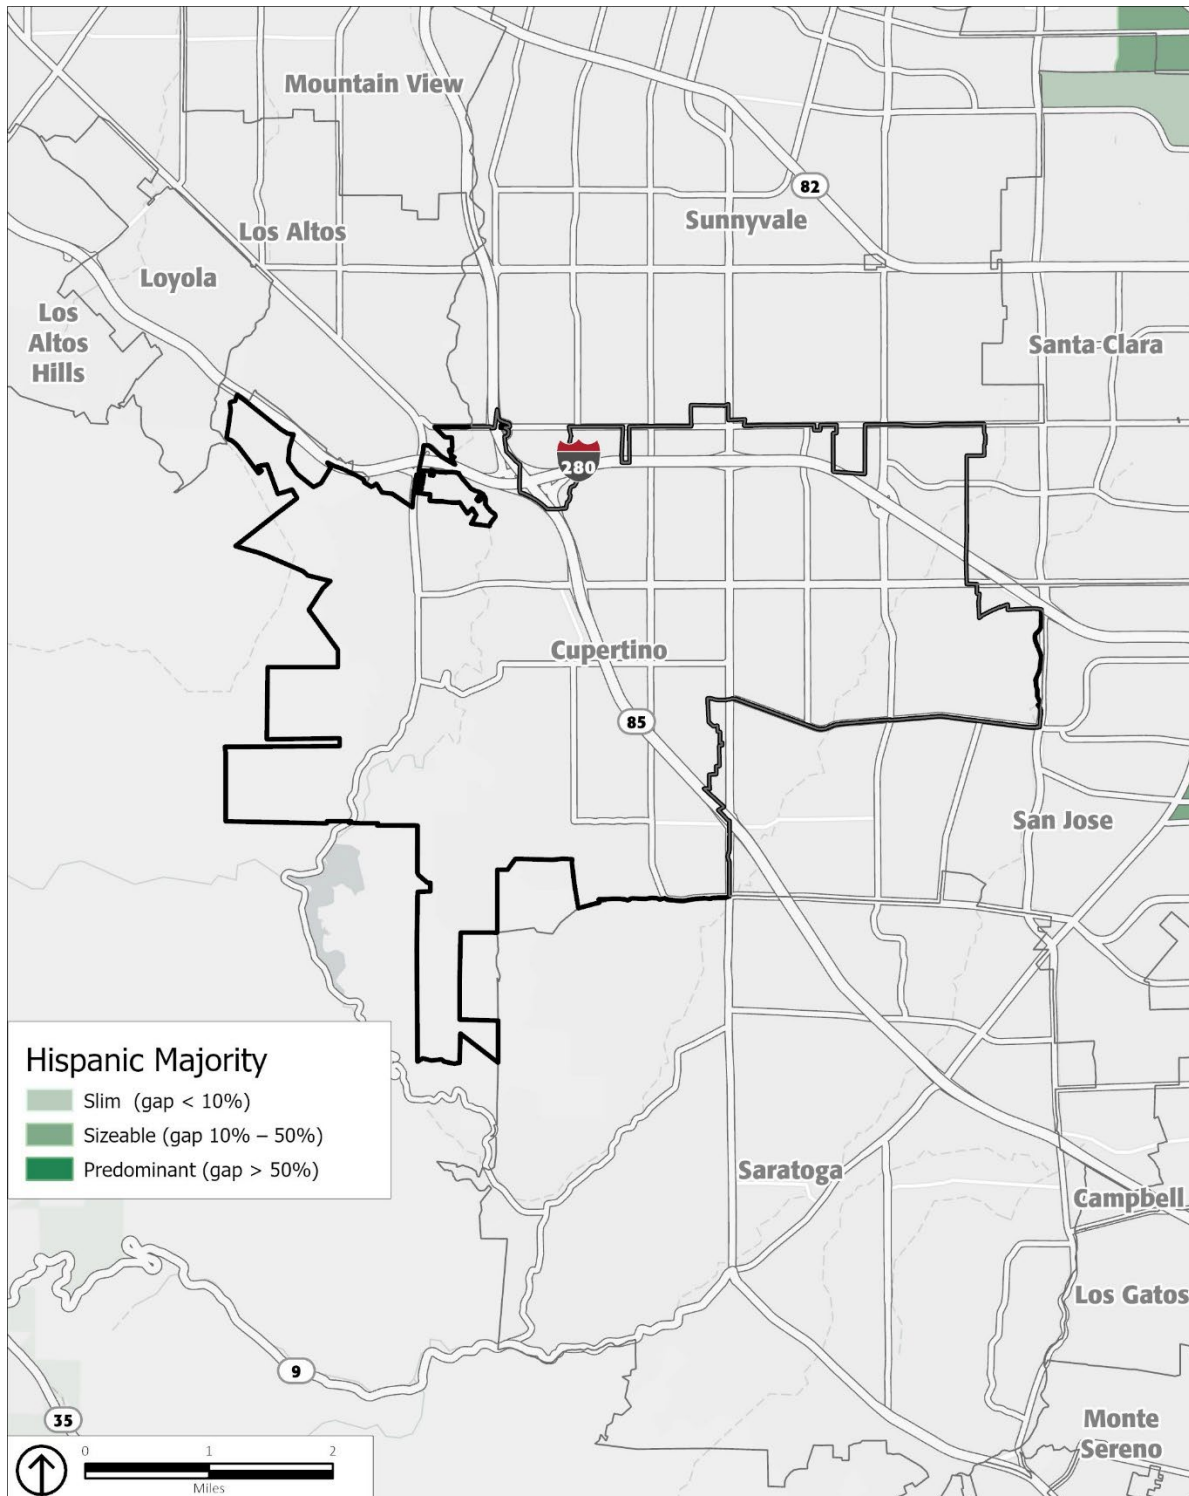 Mountain View
82
Sunnyvale
Los Altos
Loyola
Los
Altos
Hills
Santa Clara
280
Cupertino
85
San Jose
Hispanic Majority
Slim (gap < 10%)
Sizeable (gap 10% – 50%)
Predominant (gap > 50%)
Saratoga
Campbell
Los Gatos
9
35
Monte
Sereno
0 1 2
Miles